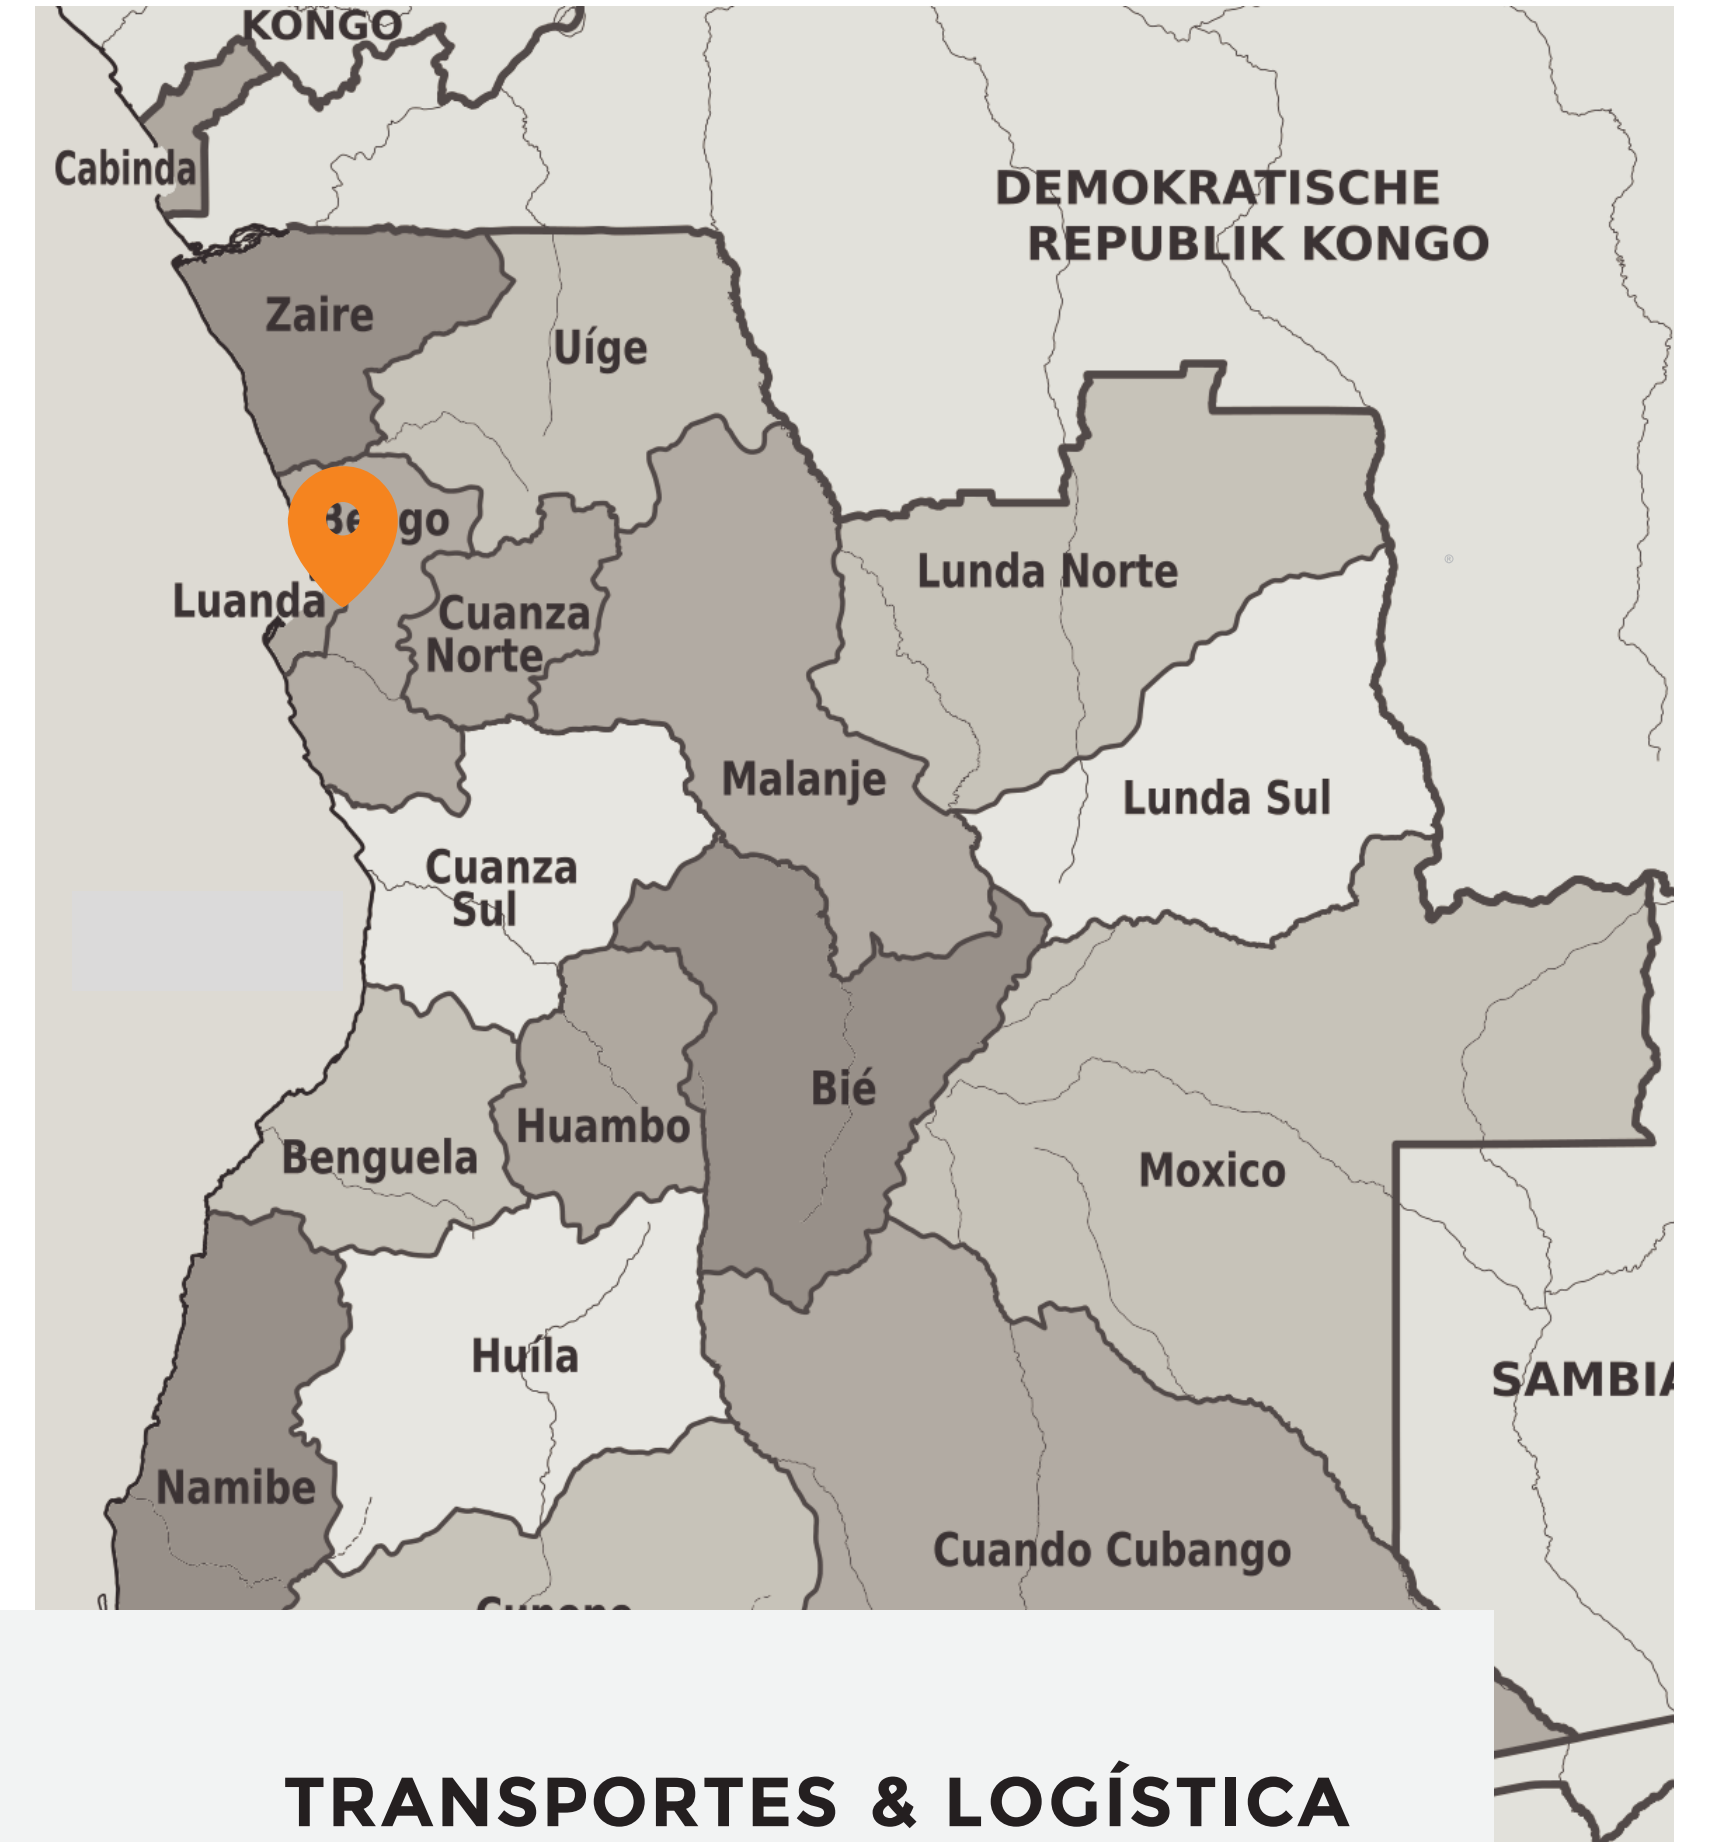 KONGO
Cabinda
DEMOKRATISCHE
REPUBLIK KONGO
Zaire
Uíge
Luanda
Cuanza
Norte
Lunda Norte
Malanje
Lunda Sul
Cuanza
Sul
Bié
Huambo
Benguela
Moxico
Huíla
SAMBIA
Namibe
Cuando Cubango
TRANSPORTES & LOGÍSTICA